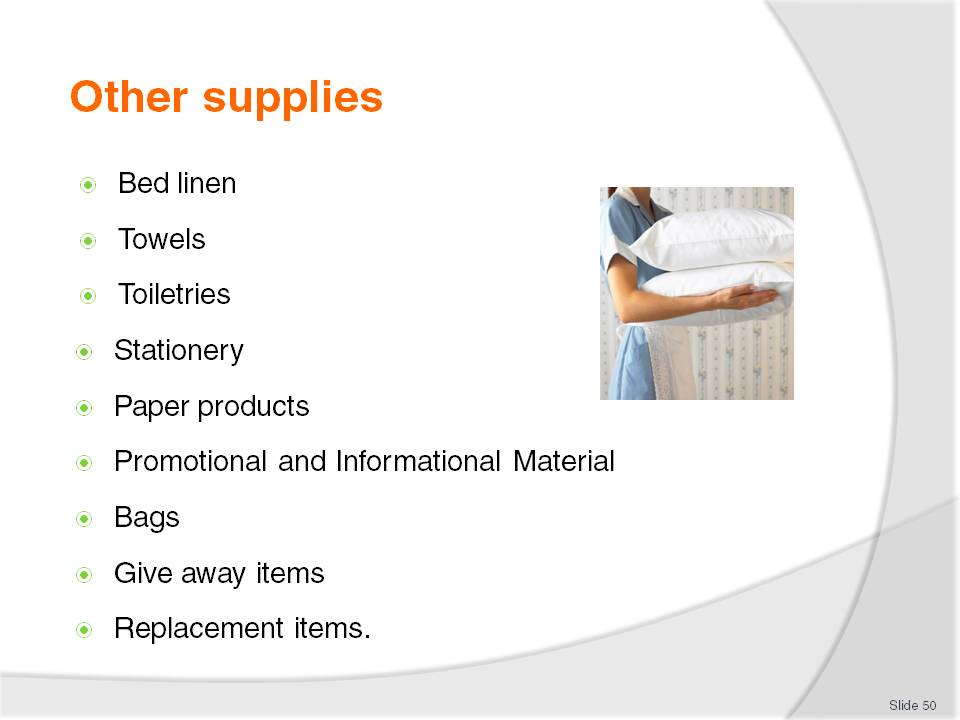 Other supplies
Bed linen
Towels
Toiletries
Stationery
Paper products
Promotional and Informational Material
Bags
Give away items
Replacement items.
Slide 50